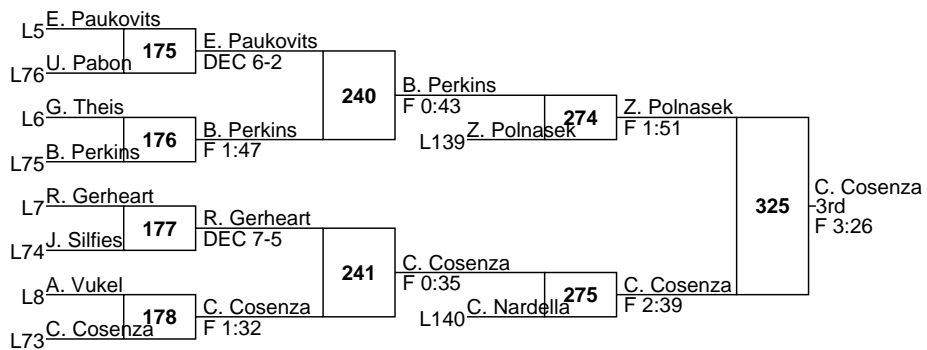 E. Paukovits
L5
175
E. Paukovits
DEC 6-2
U. Pabon
L76
240
B. Perkins
F 0:43
G. Theis
L6
176
B. Perkins
F 1:47
B. Perkins
L75
Z. Polnasek
L139
274
Z. Polnasek
F 1:51
R. Gerheart
L7
177
R. Gerheart
DEC 7-5
J. Silfies
L74
241
C. Cosenza
F 0:35
A. Vukel
L8
178
C. Cosenza
F 1:32
C. Cosenza
L73
C. Nardella
L140
275
C. Cosenza
F 2:39
325
C. Cosenza
3rd
F 3:26